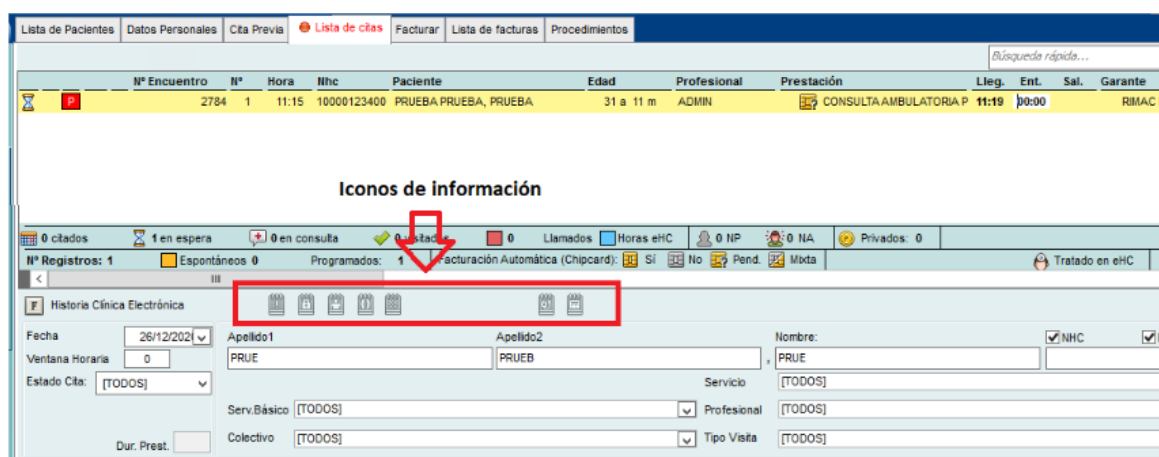 Lista de Pacientes Datos Personales Cita Previa Lista de citas Facturar Lista de facturas Procedimientos
Búsqueda rápida...
Nº Encuentro Nº Hora Nhc Paciente Edad Profesional Prestación Lleg. Ent. Sal. Garante
P 2784 1 11:15 10000123400 PRUEBA PRUEBA, PRUEBA 31 a 11 m ADMIN CONSULTA AMBULATORIA P 11:19 00:00 RIMAC
Iconos de información
0 citados 1 en espera 0 en consulta 0 0 Llamados Horas eHC 0 NP 0 NA Privados: 0
Nº Registros: 1 Espontáneos 0 Programados: 1 Facturación Automática (Chipcard): Sí No Pend. Mixta Tratado en eHC
F Historia Clínica Electrónica
Fecha 26/12/202 Apellido1 Apellido2 Nombre: NHC
Ventana Horaria 0 PRUE PRUEB , PRUE
Estado Cita: [TODOS] Servicio [TODOS]
Serv.Básico [TODOS] Profesional [TODOS]
Dur. Prest. Colectivo [TODOS] Tipo Visita [TODOS]